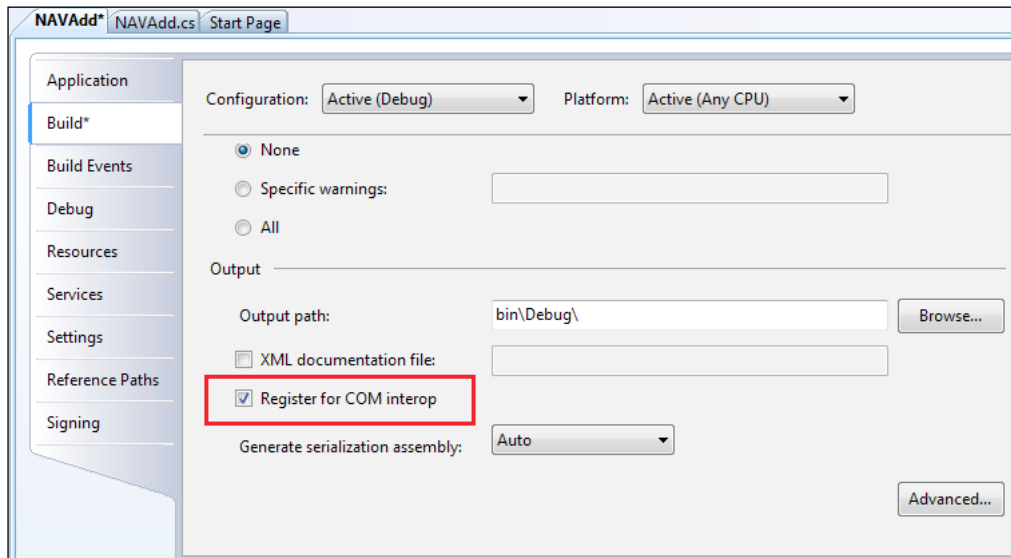 NAVAdd* NAVAdd.cs Start Page
Application
Build*
Build Events
Debug
Resources
Services
Settings
Reference Paths
Signing
Configuration: Active (Debug) Platform: Active (Any CPU)
None
Specific warnings:
All
Output
Output path: bin\Debug\ Browse...
XML documentation file:
Register for COM interop
Generate serialization assembly: Auto
Advanced...